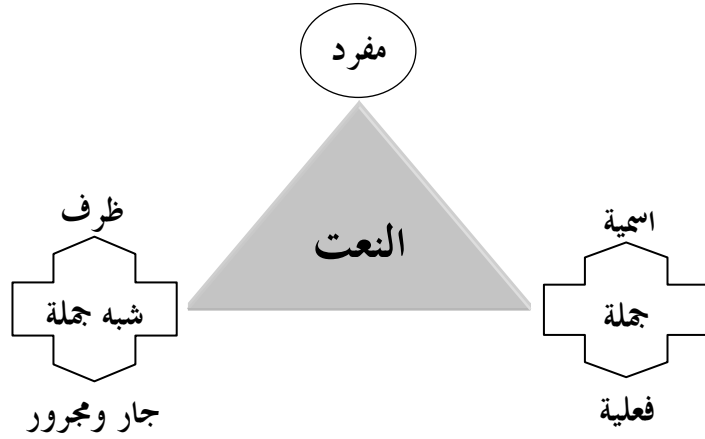 مفرد
النعت
اسمية
جملة
فعلية
ظرف
شبه جملة
جار ومجرور